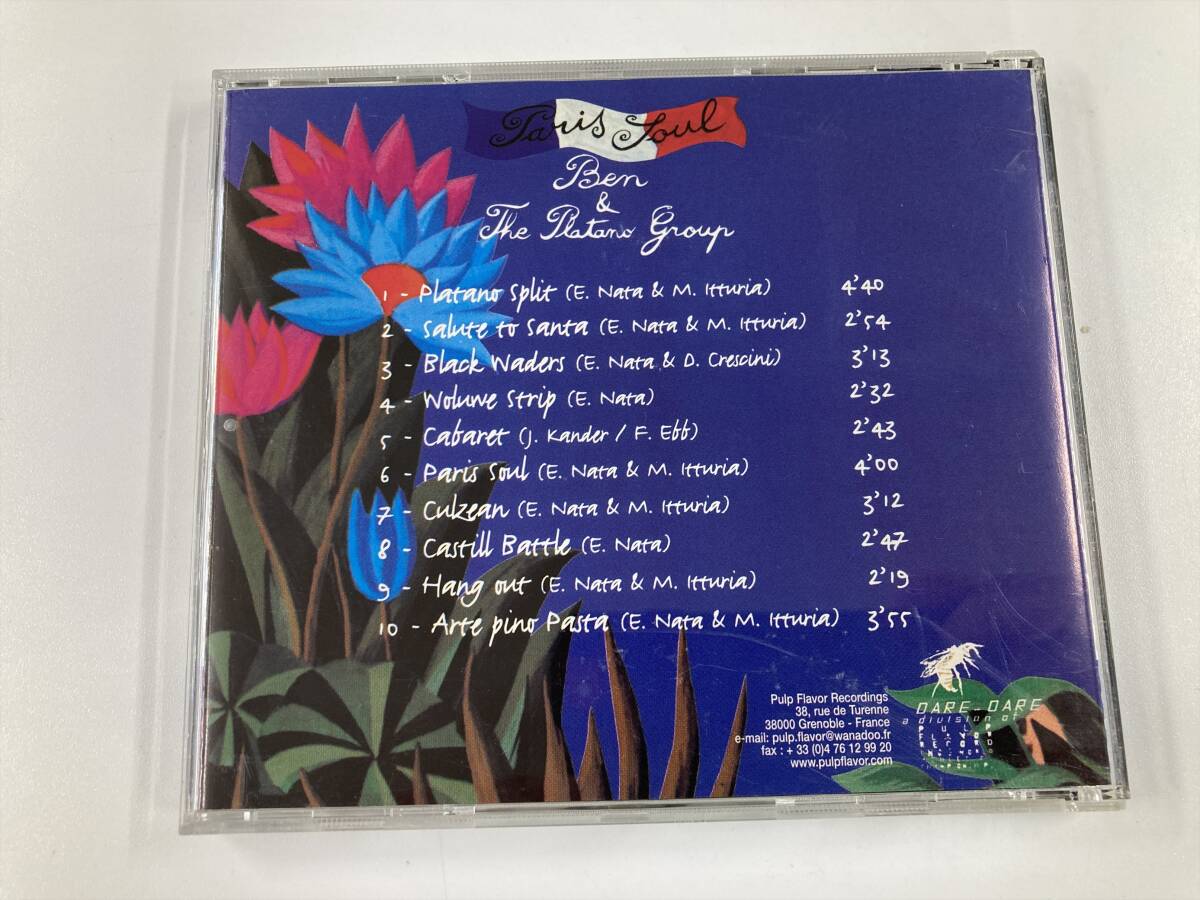 Paris Soul
Ben
&
The Platano Group
1 - Platano Split (E. Nata & M. Itturia) 4'40
2 - Salute to Santa (E. Nata & M. Itturia) 2'54
3 - Black Waders (E. Nata & D. Crescini) 3'13
4 - Woluwe Strip (E. Nata) 2'32
5 - Cabaret (J. Kander / F. Ebb) 2'43
6 - Paris Soul (E. Nata & M. Itturia) 4'00
7 - Culzean (E. Nata & M. Itturia) 3'12
8 - Castill Battle (E. Nata) 2'47
9 - Hang out (E. Nata & M. Itturia) 2'19
10 - Arte pino Pasta (E. Nata & M. Itturia) 3'55
Pulp Flavor Recordings
38, rue de Turenne
38000 Grenoble - France
e-mail: pulp.flavor@wanadoo.fr
fax : + 33 (0)4 76 12 99 20
www.pulpflavor.com
DARE-DARE
a division of